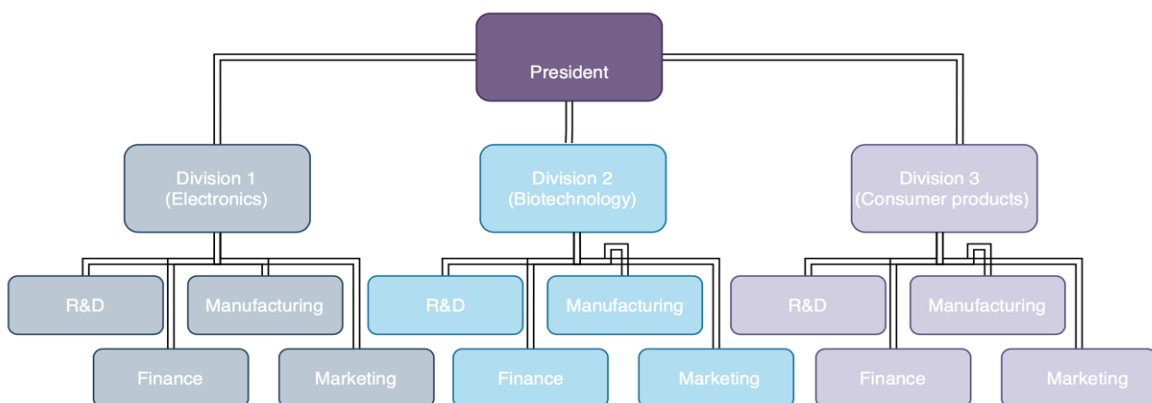 President
Division 1
(Electronics)
Division 2
(Biotechnology)
Division 3
(Consumer products)
R&D
Manufacturing
R&D
Manufacturing
R&D
Manufacturing
Finance
Marketing
Finance
Marketing
Finance
Marketing